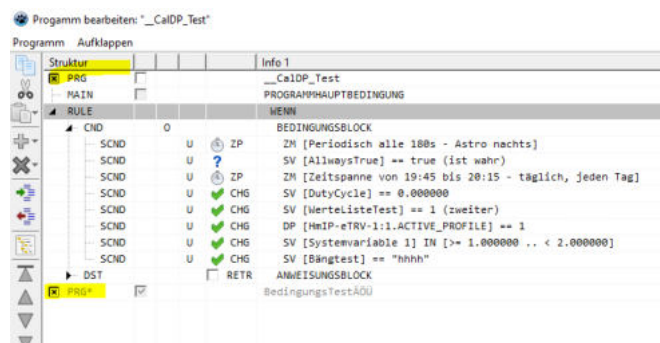 Progamm bearbeiten: "__CalDP_Test"
Programm Aufklappen
Struktur Info 1
PRG __CalDP_Test
MAIN PROGRAMMHAUPTBEDINGUNG
RULE WENN
CND O BEDINGUNGSBLOCK
SCND U ZP ZM [Periodisch alle 180s - Astro nachts]
SCND U ? SV [AllwaysTrue] == true (ist wahr)
SCND U ZP ZM [Zeitspanne von 19:45 bis 20:15 - täglich, jeden Tag]
SCND U CHG SV [DutyCycle] == 0.000000
SCND U CHG SV [WerteListeTest] == 1 (zweiter)
SCND U CHG DP [HmIP-eTRV-1:1.ACTIVE_PROFILE] == 1
SCND U CHG SV [Systemvariable 1] IN [>= 1.000000 .. < 2.000000]
SCND U CHG SV [Bängtest] == "hhhh"
DST RETR ANWEISUNGSBLOCK
PRG* BedingungsTestÄÖÜ